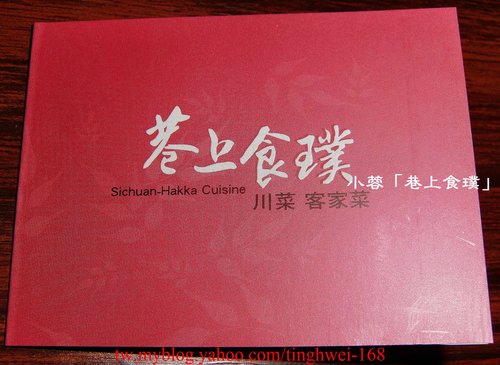 巷上食璞
Sichuan-Hakka Cuisine
川菜 客家菜
小蓉「巷上食璞」
tw.myblog.yahoo.com/tinghwei-168